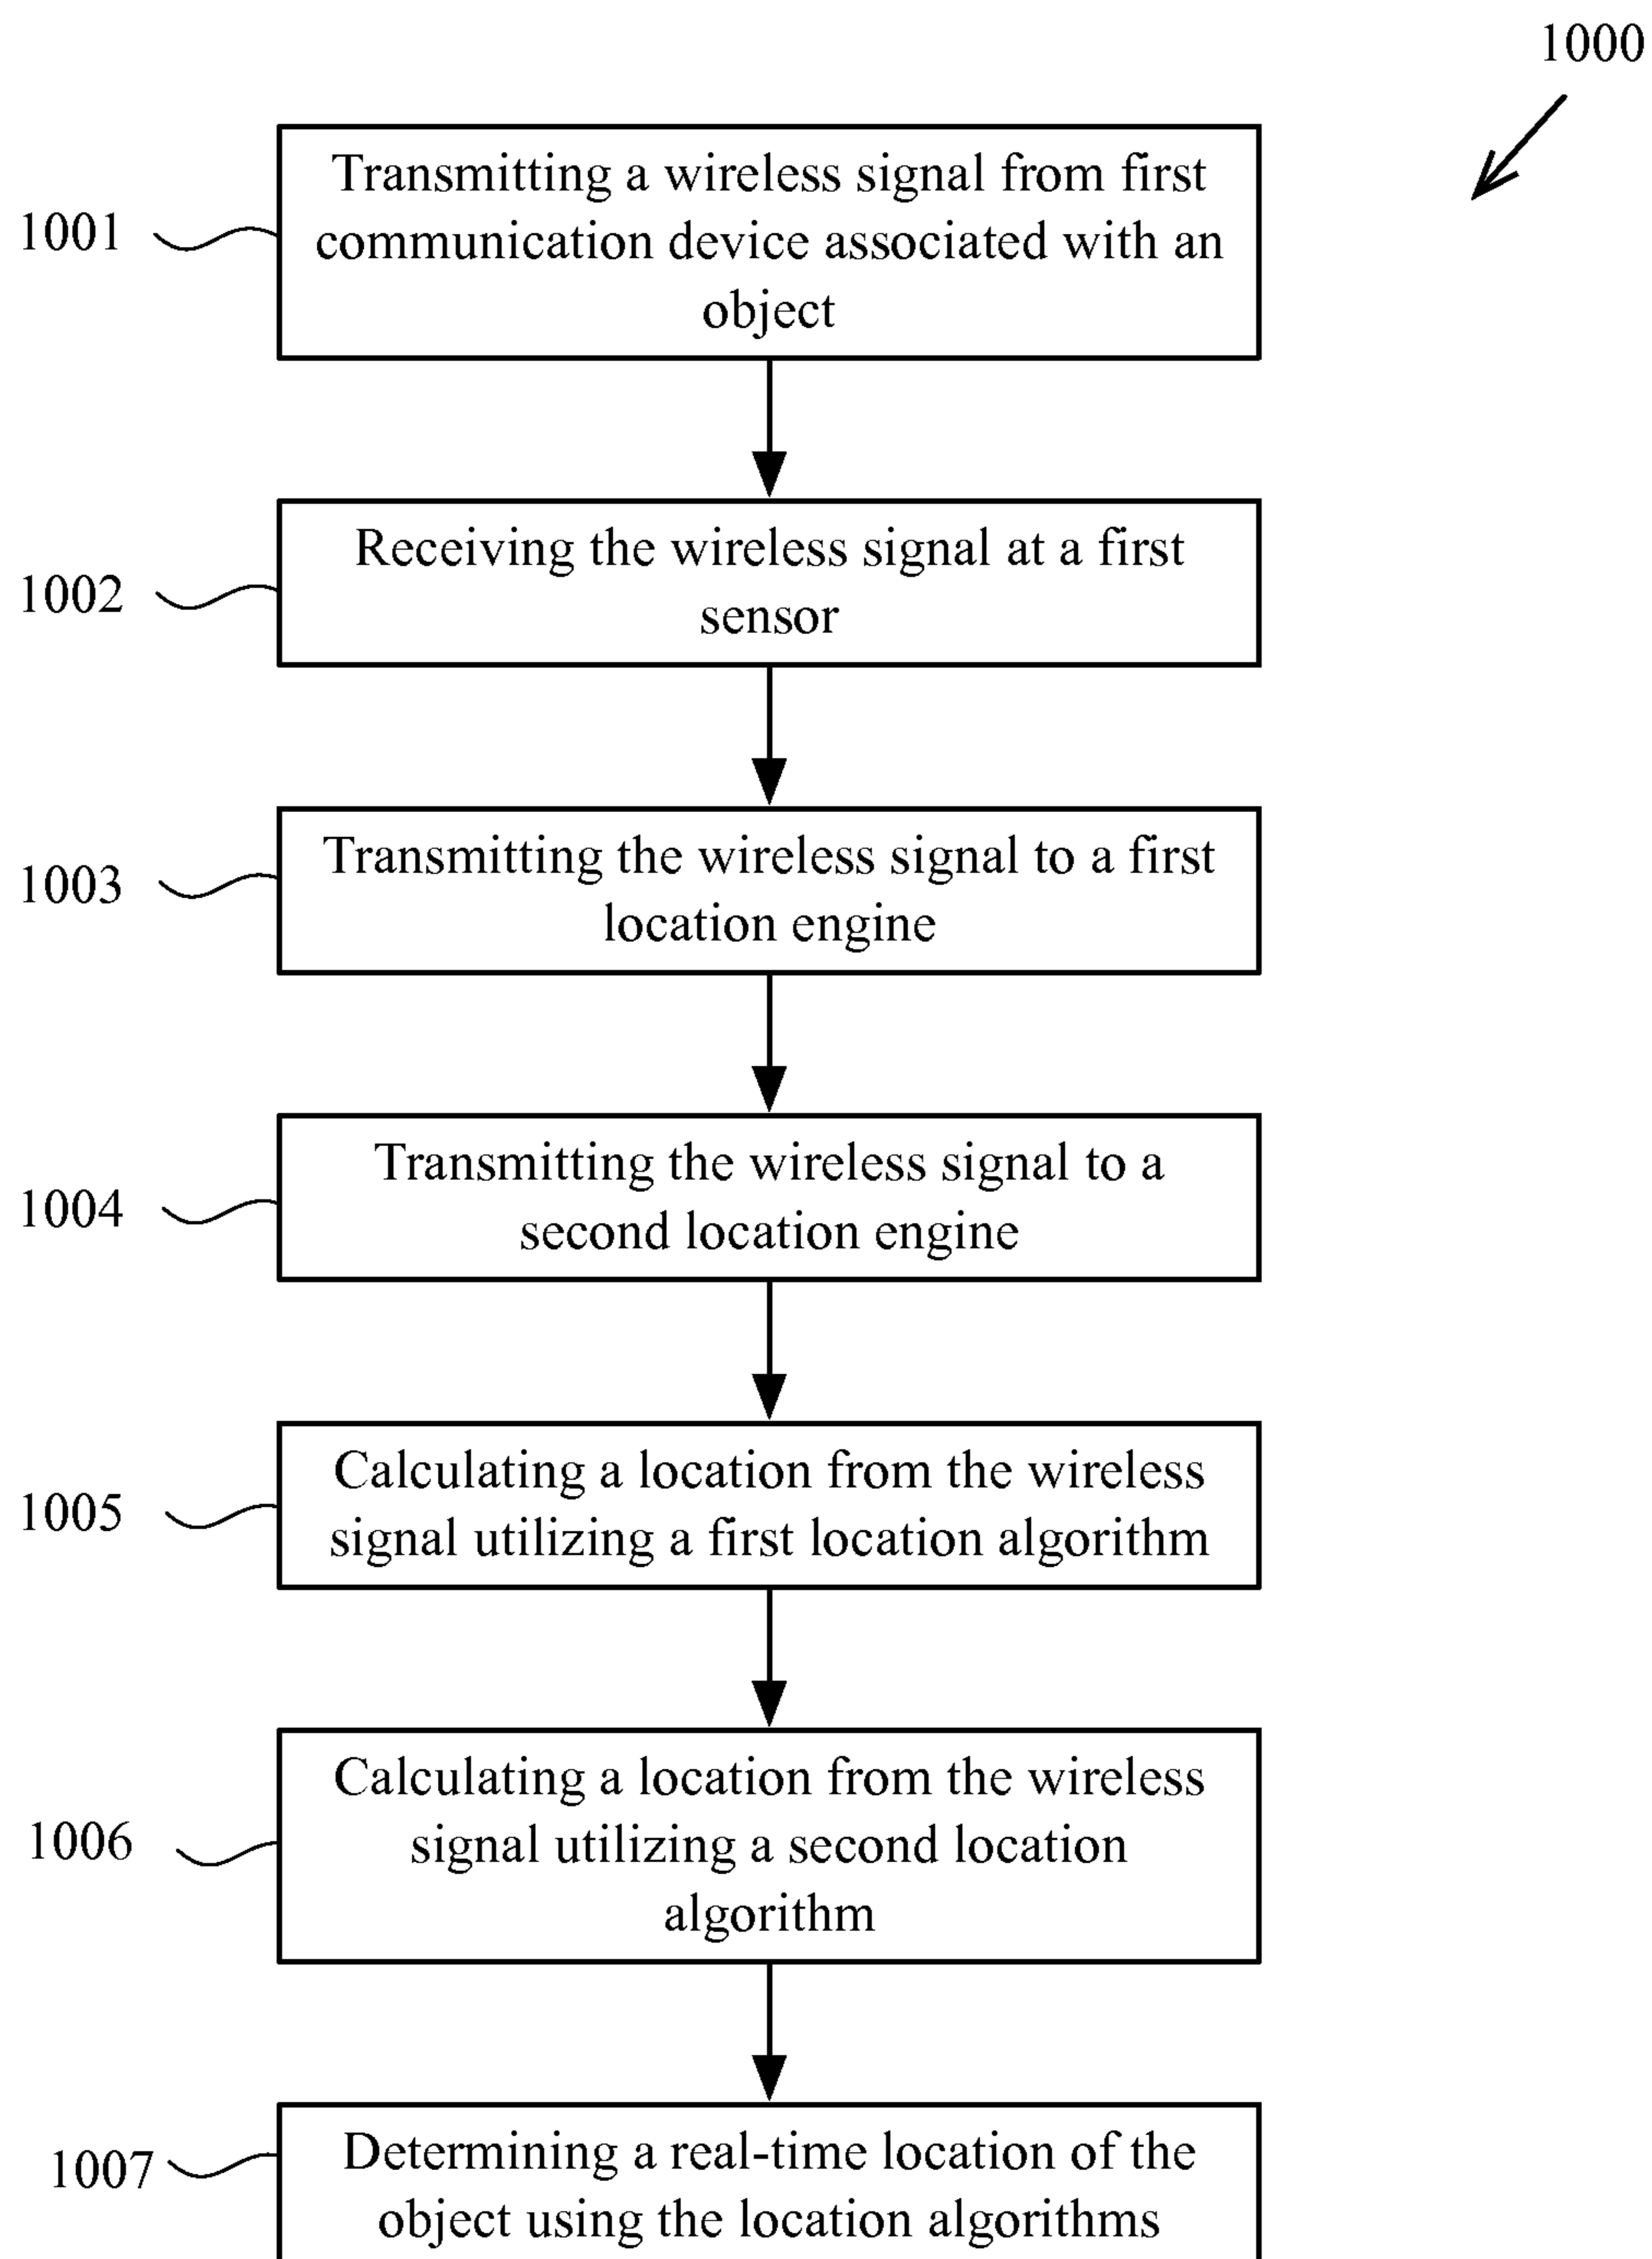 1000
Transmitting a wireless signal from first
1001
communication device associated with an
object
Receiving the wireless signal at a first
1002
sensor
Transmitting the wireless signal to a first
1003
location engine
Transmitting the wireless signal to a
1004
second location engine
Calculating a location from the wireless
1005
signal utilizing a first location algorithm
Calculating a location from the wireless
1006
signal utilizing a second location
algorithm
Determining a real-time location of the
1007
object using the location algorithms